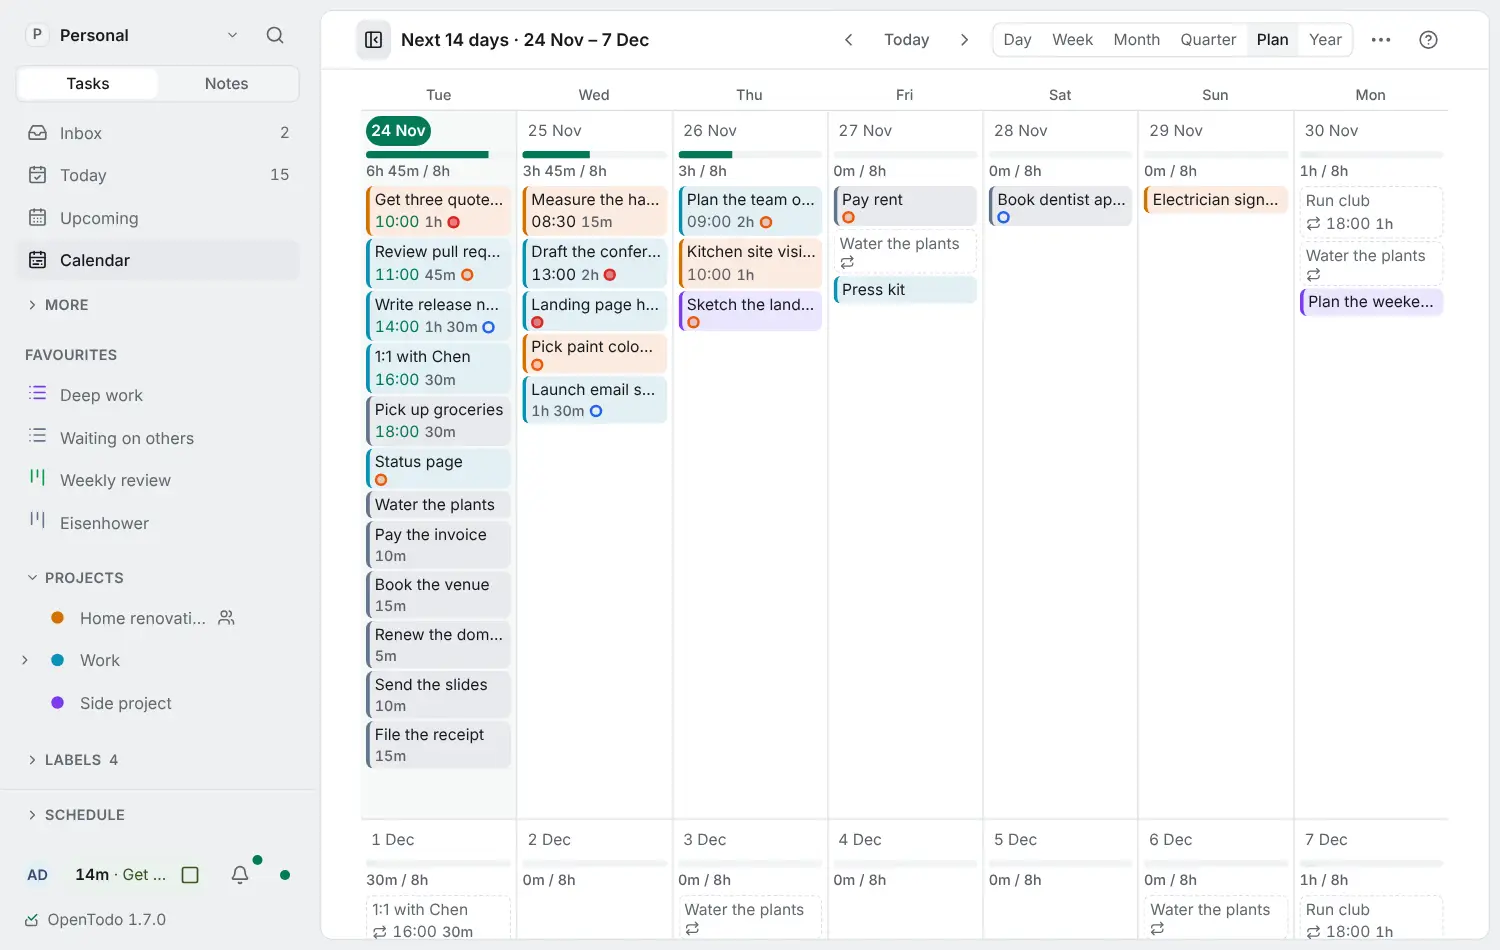 P Personal
Tasks Notes
Inbox 2
Today 15
Upcoming
Calendar
MORE
FAVOURITES
Deep work
Waiting on others
Weekly review
Eisenhower
PROJECTS
Home renovati...
Work
Side project
LABELS 4
SCHEDULE
AD 14m · Get ...
OpenTodo 1.7.0
Next 14 days · 24 Nov – 7 Dec
Today
Day Week Month Quarter Plan Year
Tue Wed Thu Fri Sat Sun Mon
24 Nov
6h 45m / 8h
Get three quote...
10:00 1h
Review pull req...
11:00 45m
Write release n...
14:00 1h 30m
1:1 with Chen
16:00 30m
Pick up groceries
18:00 30m
Status page
Water the plants
Pay the invoice
10m
Book the venue
15m
Renew the dom...
5m
Send the slides
10m
File the receipt
15m
25 Nov
3h 45m / 8h
Measure the ha...
08:30 15m
Draft the confer...
13:00 2h
Landing page h...
Pick paint colo...
Launch email s...
1h 30m
26 Nov
3h / 8h
Plan the team o...
09:00 2h
Kitchen site visi...
10:00 1h
Sketch the land...
27 Nov
0m / 8h
Pay rent
Water the plants
Press kit
28 Nov
0m / 8h
Book dentist ap...
29 Nov
0m / 8h
Electrician sign...
30 Nov
1h / 8h
Run club
18:00 1h
Water the plants
Plan the weeke...
1 Dec
30m / 8h
1:1 with Chen
16:00 30m
2 Dec
0m / 8h
3 Dec
0m / 8h
Water the plants
4 Dec
0m / 8h
5 Dec
0m / 8h
6 Dec
0m / 8h
Water the plants
7 Dec
1h / 8h
Run club
18:00 1h